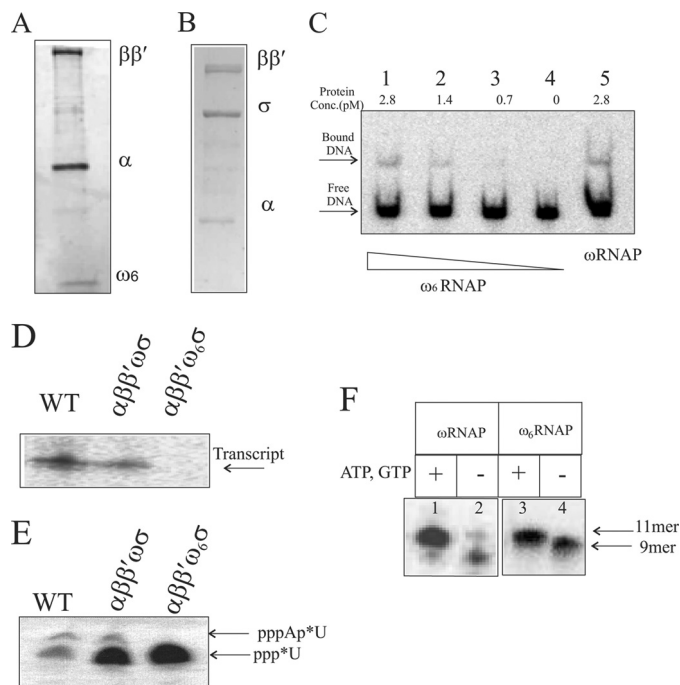 A
ββ′
α
ω6
B
ββ′
σ
α
C
1 2 3 4 5
Protein
Conc.(pM) 2.8 1.4 0.7 0 2.8
Bound
DNA
Free
DNA
ω6 RNAP
ωRNAP
D
WT αββ′ωσ αββ′ω6σ
Transcript
E
WT αββ′ωσ αββ′ω6σ
pppAp*U
ppp*U
F
ωRNAP ω6RNAP
ATP, GTP + - + -
1 2 3 4
11mer
9mer